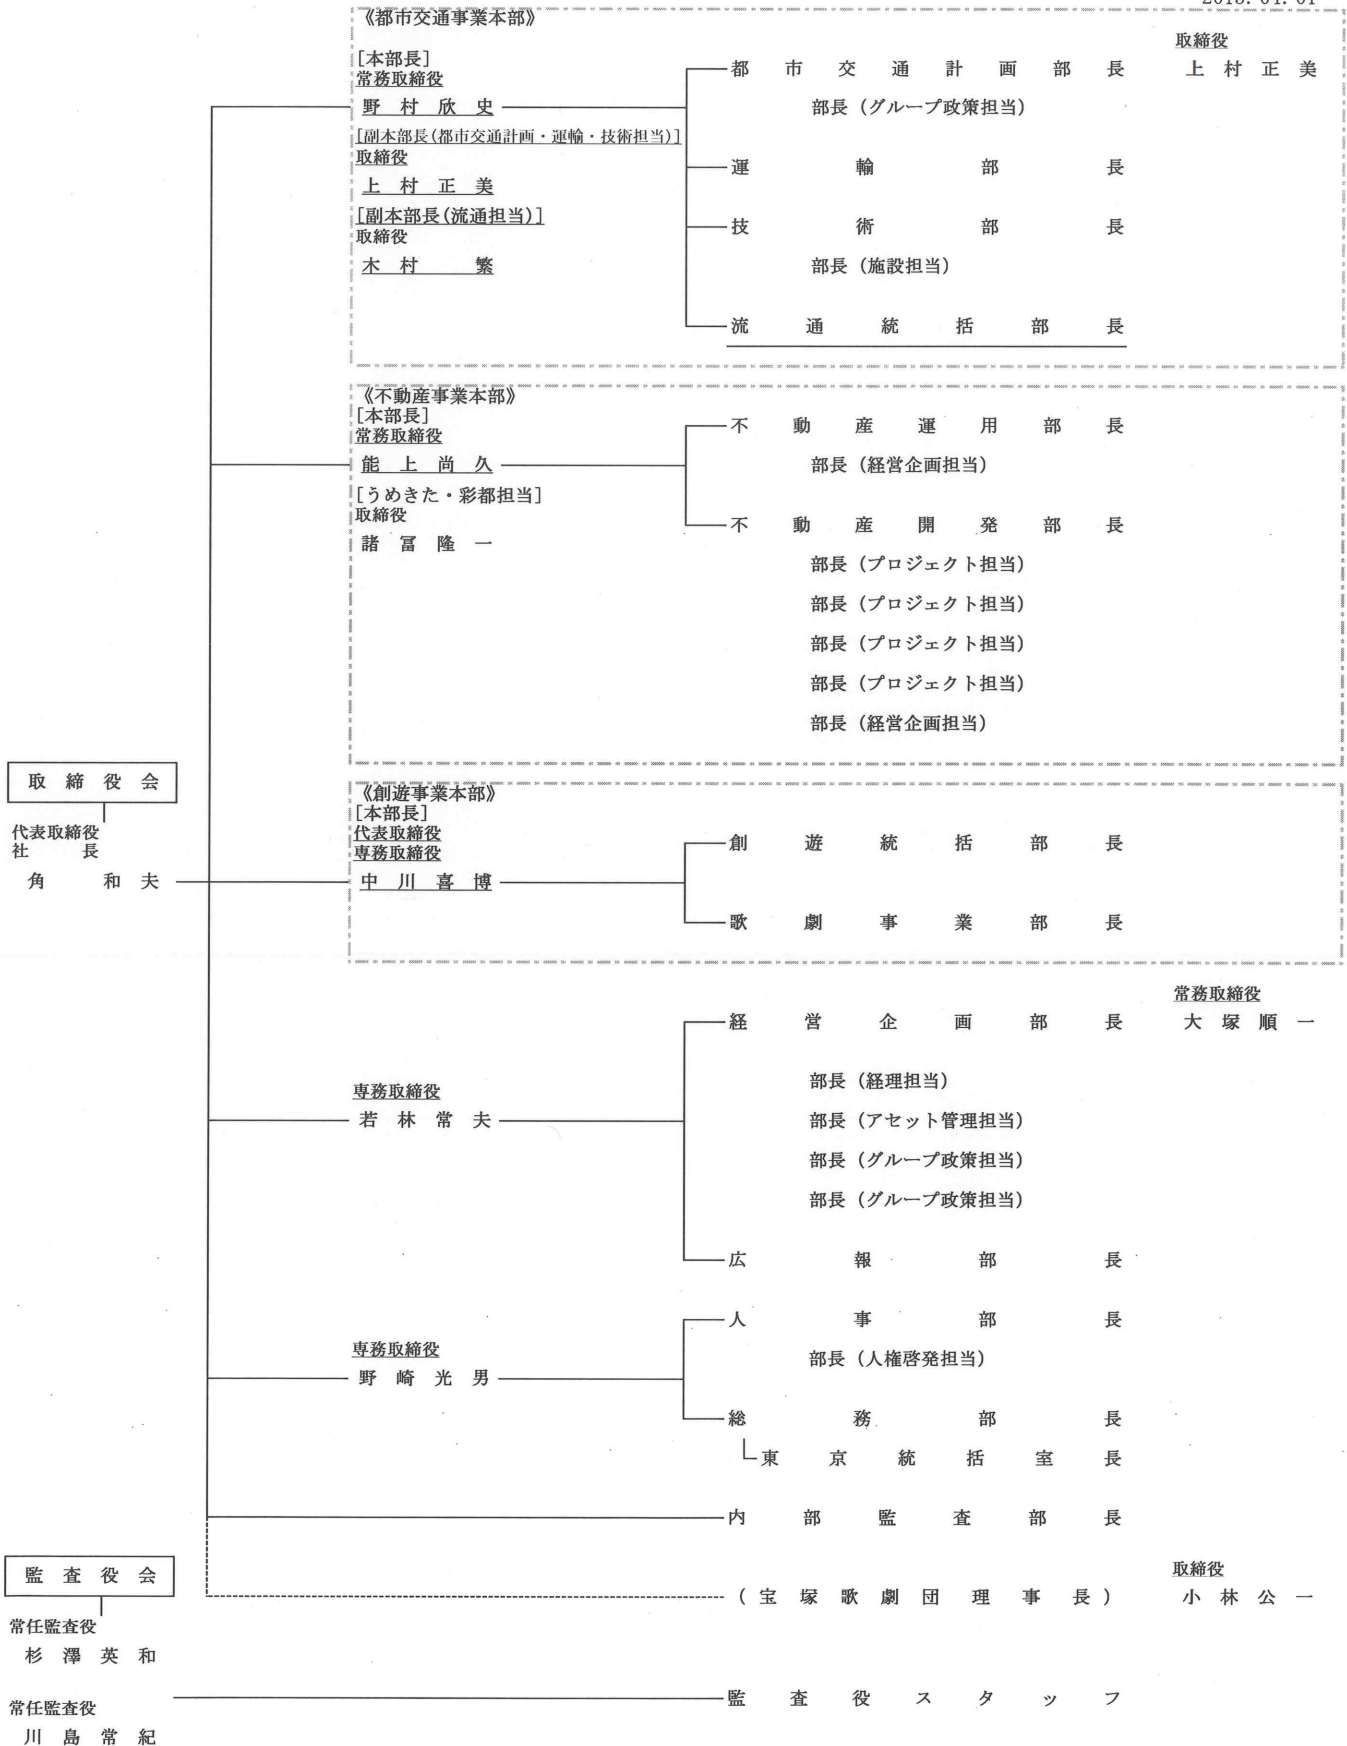 《都市交通事業本部》
[本部長]
常務取締役
野村欣史
[副本部長(都市交通計画・運輸・技術担当)]
取締役
上村正美
[副本部長(流通担当)]
取締役
木村 繁
都市交通計画部長
取締役
上村正美
部長(グループ政策担当)
運輸部長
技術部長
部長(施設担当)
流通統括部長
《不動産事業本部》
[本部長]
常務取締役
能上尚久
[うめきた・彩都担当]
取締役
諸冨隆一
不動産運用部長
部長(経営企画担当)
不動産開発部長
部長(プロジェクト担当)
部長(プロジェクト担当)
部長(プロジェクト担当)
部長(プロジェクト担当)
部長(経営企画担当)
取締役会
代表取締役
社 長
角 和夫
《創遊事業本部》
[本部長]
代表取締役
専務取締役
中川喜博
創遊統括部長
歌劇事業部長
専務取締役
若林常夫
経営企画部長
常務取締役
大塚順一
部長(経理担当)
部長(アセット管理担当)
部長(グループ政策担当)
部長(グループ政策担当)
広報部長
専務取締役
野崎光男
人事部長
部長(人権啓発担当)
総務部長
東京統括室長
内部監査部長
(宝塚歌劇団理事長)
取締役
小林公一
監査役会
常任監査役
杉澤英和
常任監査役
川島常紀
監査役スタッフ